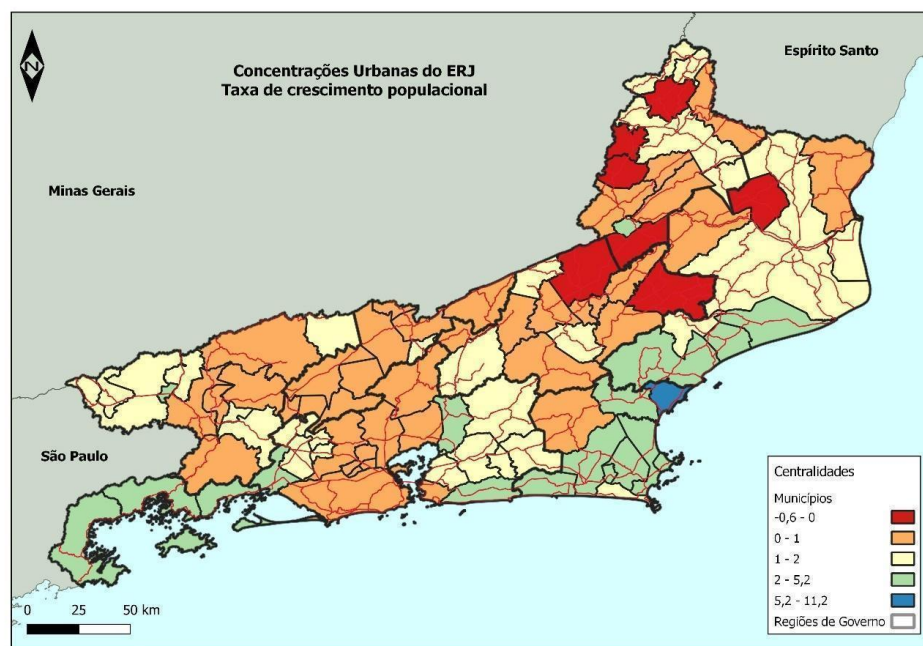 Concentrações Urbanas do ERJ
Taxa de crescimento populacional
Espírito Santo
Minas Gerais
São Paulo
N
0 25 50 km
Centralidades
Municípios
-0,6 - 0
0 - 1
1 - 2
2 - 5,2
5,2 - 11,2
Regiões de Governo